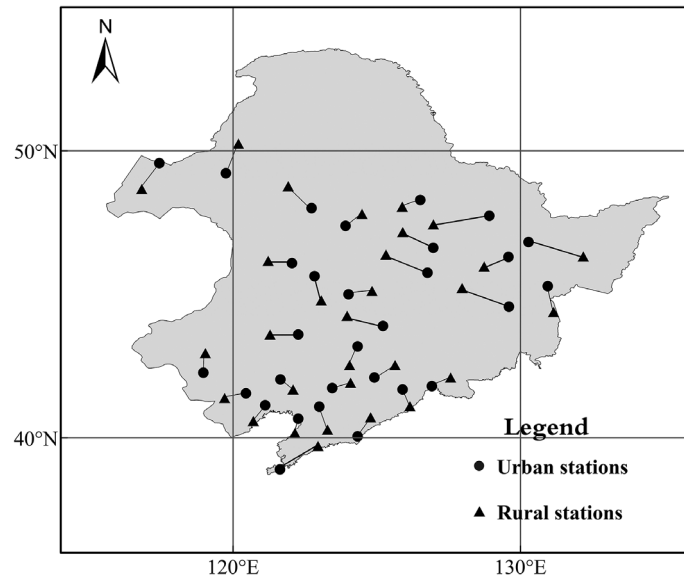 N
50°N
40°N
Legend
Urban stations
Rural stations
120°E
130°E